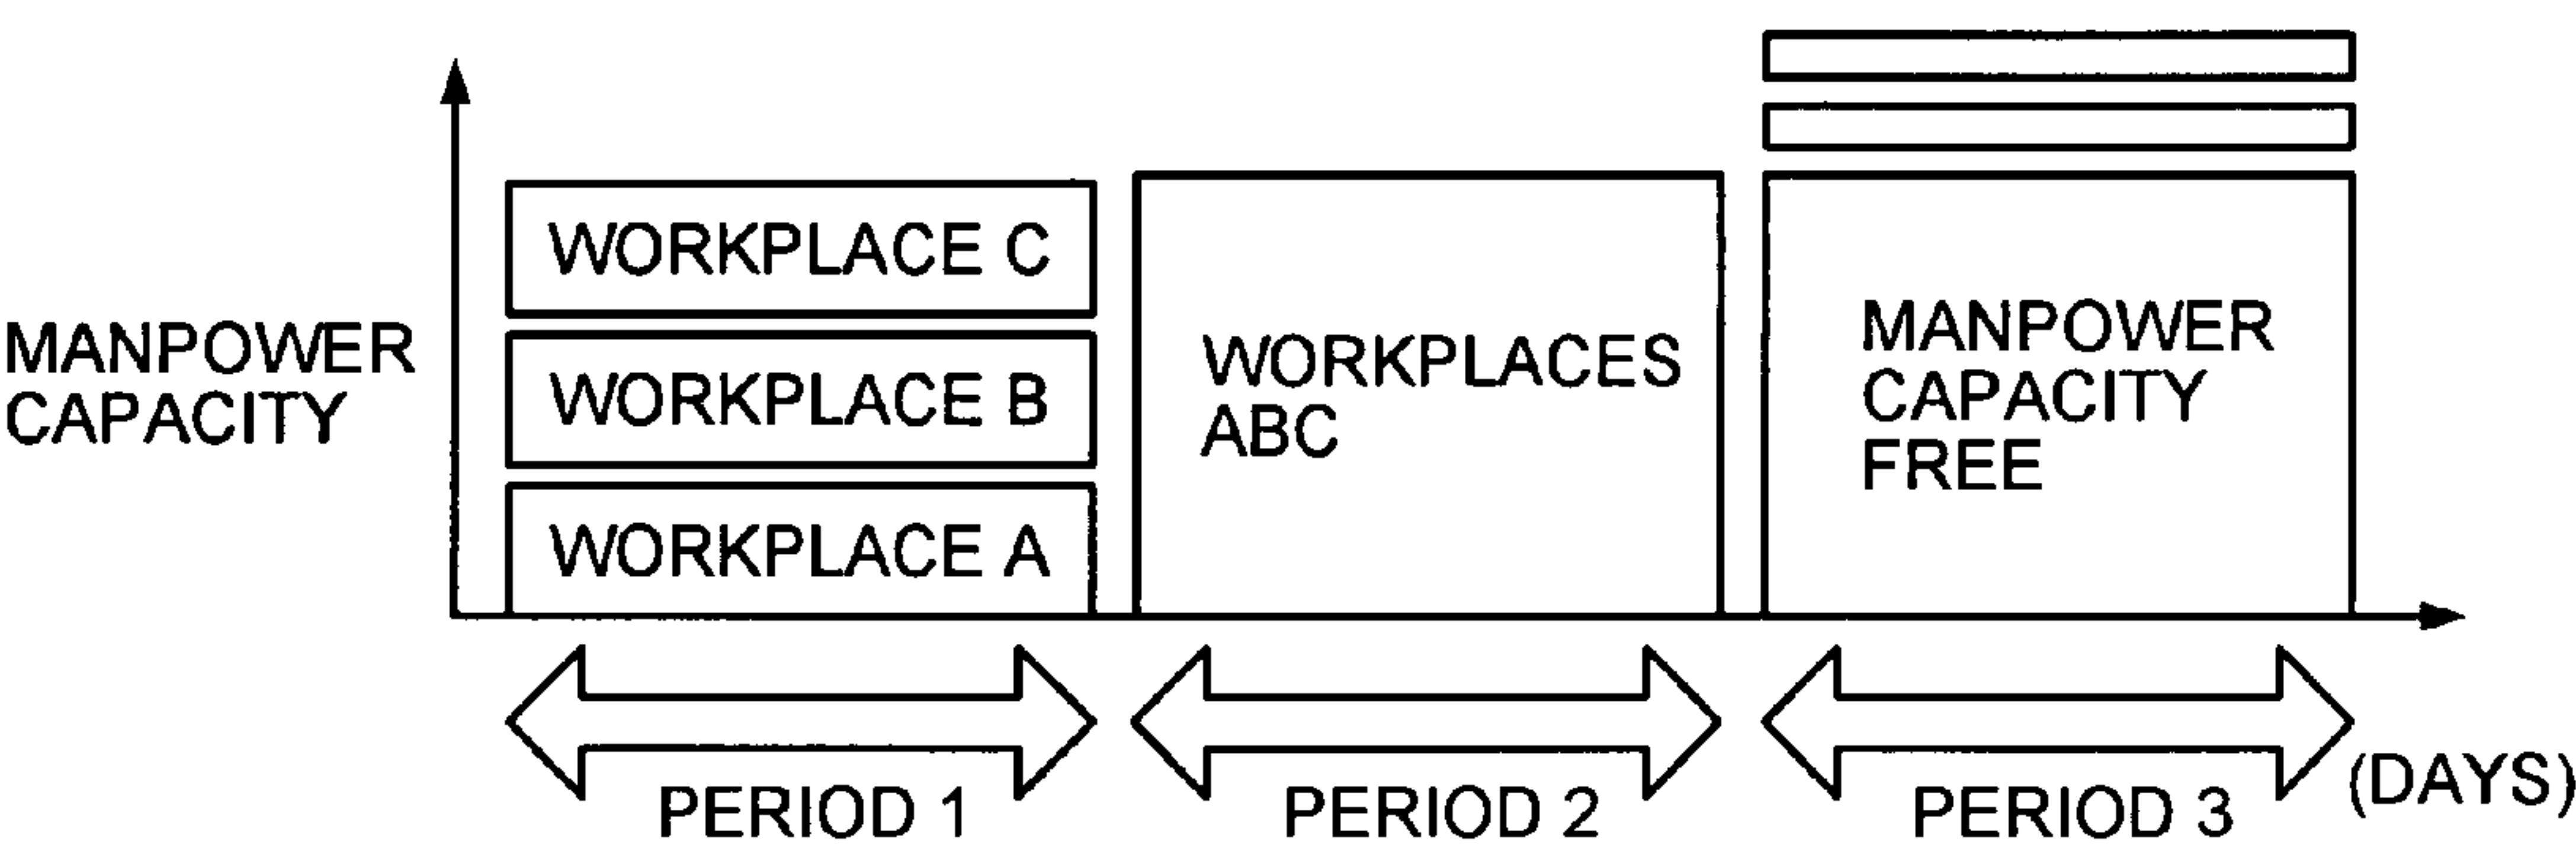 MANPOWER
CAPACITY
WORKPLACE C
WORKPLACE B
WORKPLACE A
WORKPLACES
ABC
MANPOWER
CAPACITY
FREE
PERIOD 1
PERIOD 2
PERIOD 3
(DAYS)